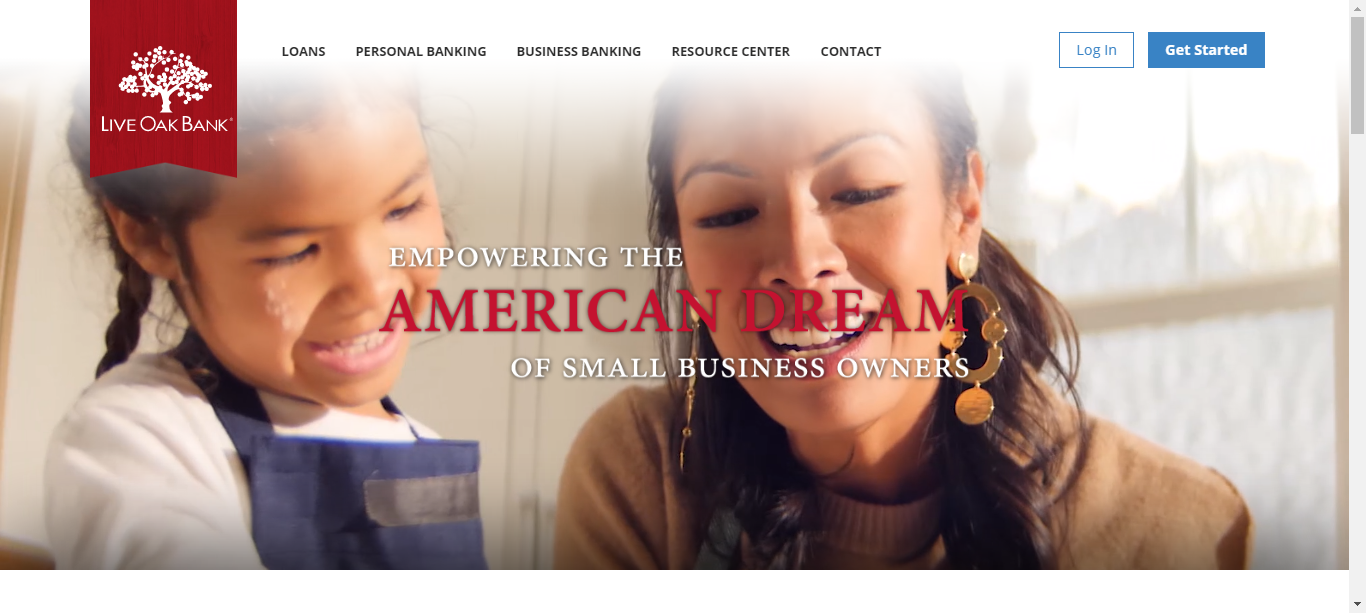 LIVE OAK BANK®
LOANS PERSONAL BANKING BUSINESS BANKING RESOURCE CENTER CONTACT
Log In Get Started
EMPOWERING THE
AMERICAN DREAM
OF SMALL BUSINESS OWNERS